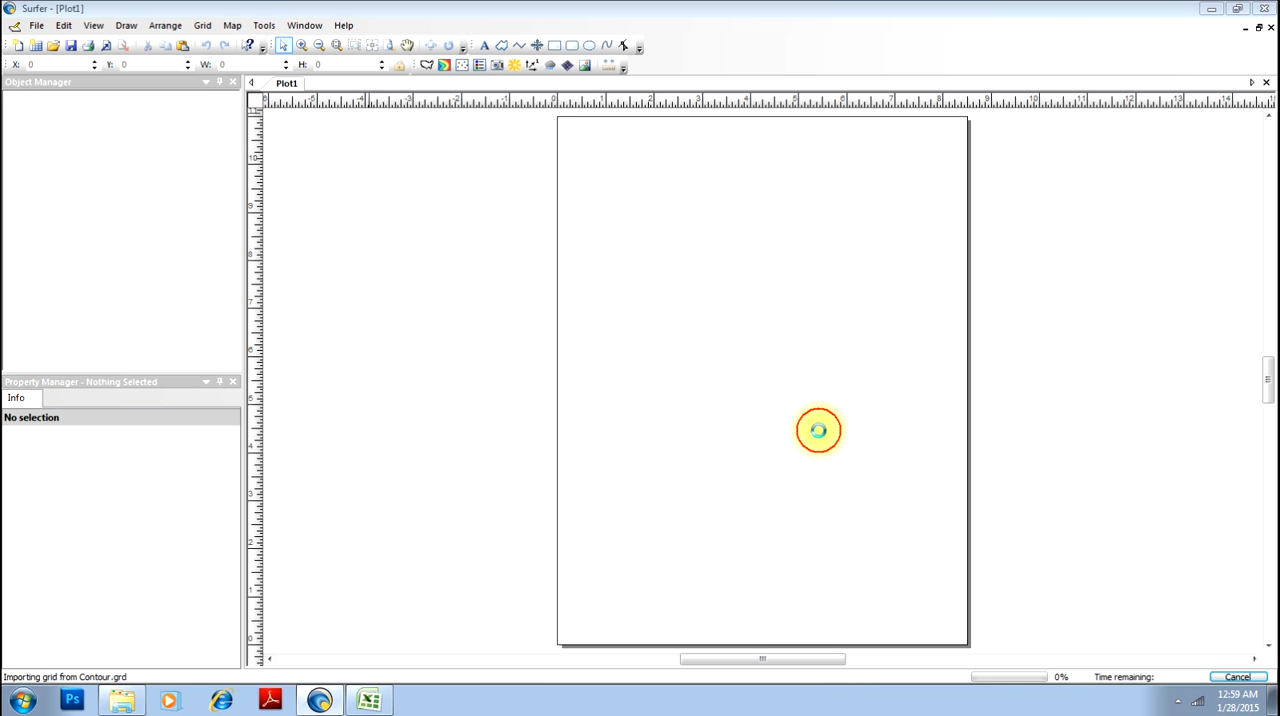 Surfer - [Plot1]
File Edit View Draw Arrange Grid Map Tools Window Help
X: 0 Y: 0 W: 0 H: 0
Object Manager
Plot1
Property Manager - Nothing Selected
Info
No selection
Importing grid from Contour.grd
0%
Time remaining:
Cancel
12:59 AM
1/28/2015